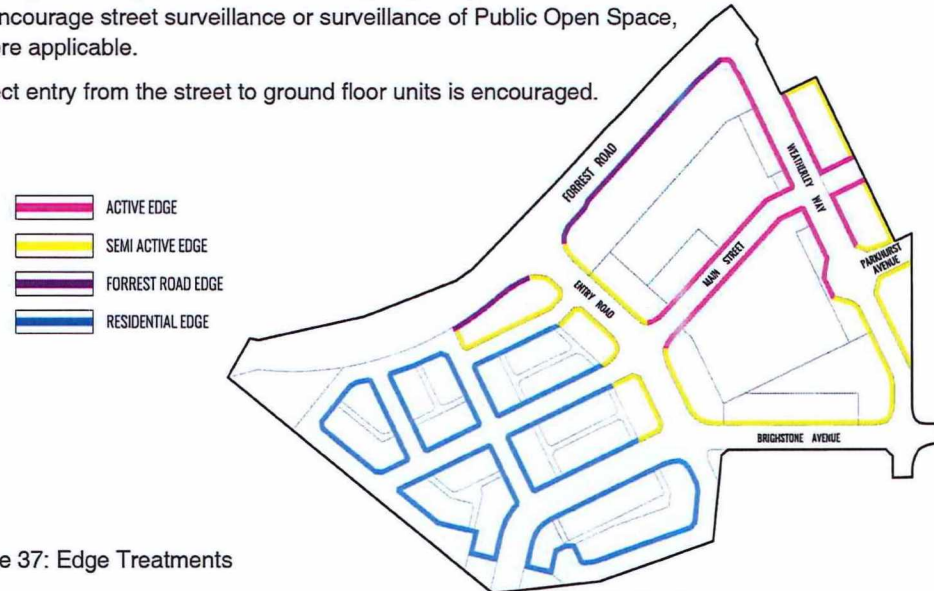 ncourage street surveillance or surveillance of Public Open Space,
re applicable.
ct entry from the street to ground floor units is encouraged.
ACTIVE EDGE
SEMI ACTIVE EDGE
FORREST ROAD EDGE
RESIDENTIAL EDGE
FORREST ROAD
WEATHERLEY WAY
MAIN STREET
PARKHURST
AVENUE
ENTRY ROAD
BRIGHSTONE AVENUE
e 37: Edge Treatments